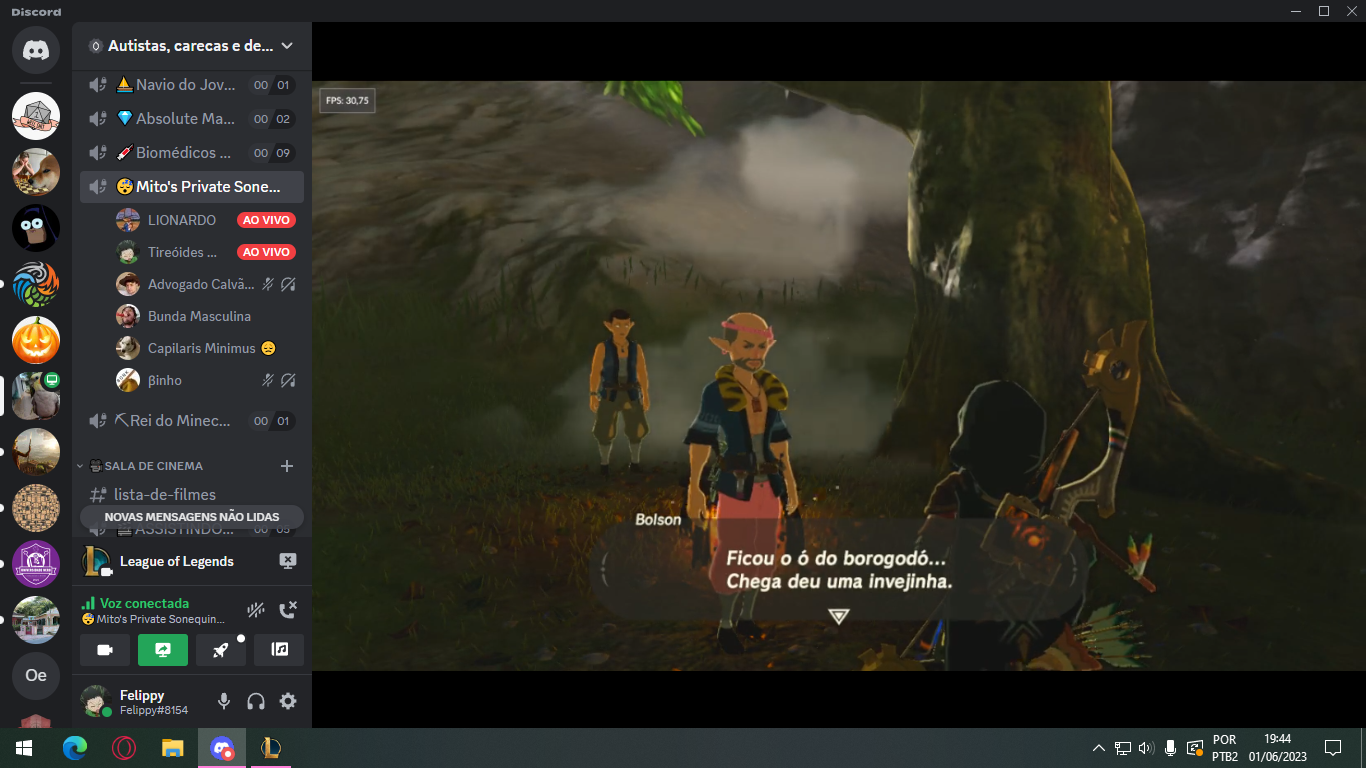 Discord
Autistas, carecas e de...
Navio do Jov... 00 01
Absolute Ma... 00 02
Biomédicos ... 00 09
Mito's Private Sone...
LIONARDO AO VIVO
Tireóides ... AO VIVO
Advogado Calvã...
Bunda Masculina
Capilaris Minimus
βinho
Rei do Minec... 00 01
SALA DE CINEMA
lista-de-filmes
NOVAS MENSAGENS NÃO LIDAS
League of Legends
Voz conectada
Mito's Private Sonequin...
Felippy
Felippy#8154
Oe
FPS: 30,75
Bolson
Ficou o ó do borogodó...
Chega deu uma invejinha.
POR
PTB2
19:44
01/06/2023